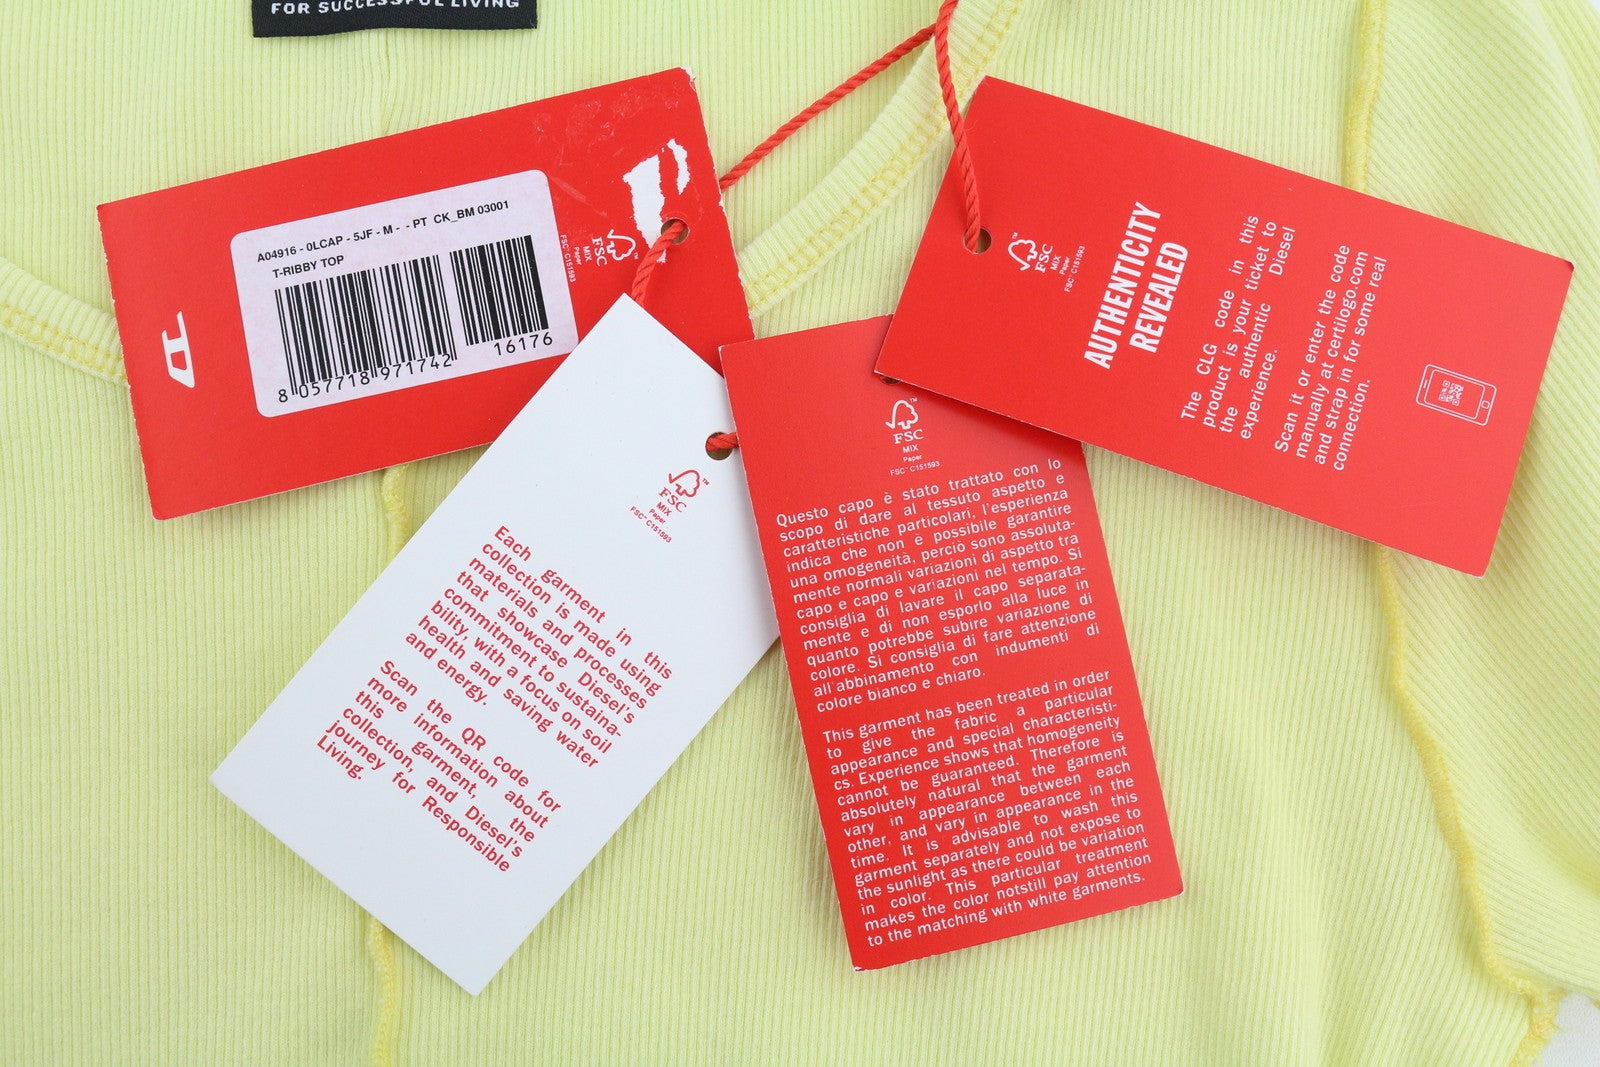 FOR SUCCESSFUL LIVING
A04916 - 0LCAP - 5JF - M - - PT CK_BM 03001
T-RIBBY TOP
8 057718 971742
16176
FSC™
MIX
Paper
FSC™ C151593
D
FSC™
MIX
Paper
FSC™ C151593
Each garment in this
collection is made using
materials and processes
that showcase Diesel's
commitment to sustaina-
bility, with a focus on soil
health and saving water
and energy.
Scan the QR code for
more information about
this garment, the
collection, and Diesel's
journey for Responsible
Living.
FSC™
MIX
Paper
FSC™ C151593
Questo capo è stato trattato con lo
scopo di dare al tessuto aspetto e
caratteristiche particolari, l'esperienza
indica che non è possibile garantire
una omogeneità, perciò sono assoluta-
mente normali variazioni di aspetto tra
capo e capo e variazioni nel tempo. Si
consiglia di lavare il capo separata-
mente e di non esporlo alla luce in
quanto potrebbe subire variazione di
colore. Si consiglia di fare attenzione
all'abbinamento con indumenti di
colore bianco e chiaro.
This garment has been treated in order
to give the fabric a particular
appearance and special characteristi-
cs. Experience shows that homogeneity
cannot be guaranteed. Therefore is
absolutely natural that the garment
vary in appearance between each
other, and vary in appearance in the
time. It is advisable to wash this
garment separately and not expose to
the sunlight as there could be variation
in color. This particular treatment
makes the color notstill pay attention
to the matching with white garments.
FSC™
MIX
Paper
FSC™ C151593
AUTHENTICITY
REVEALED
The CLG code in this
product is your ticket to
the authentic Diesel
experience.
Scan it or enter the code
manually at certilogo.com
and strap in for some real
connection.